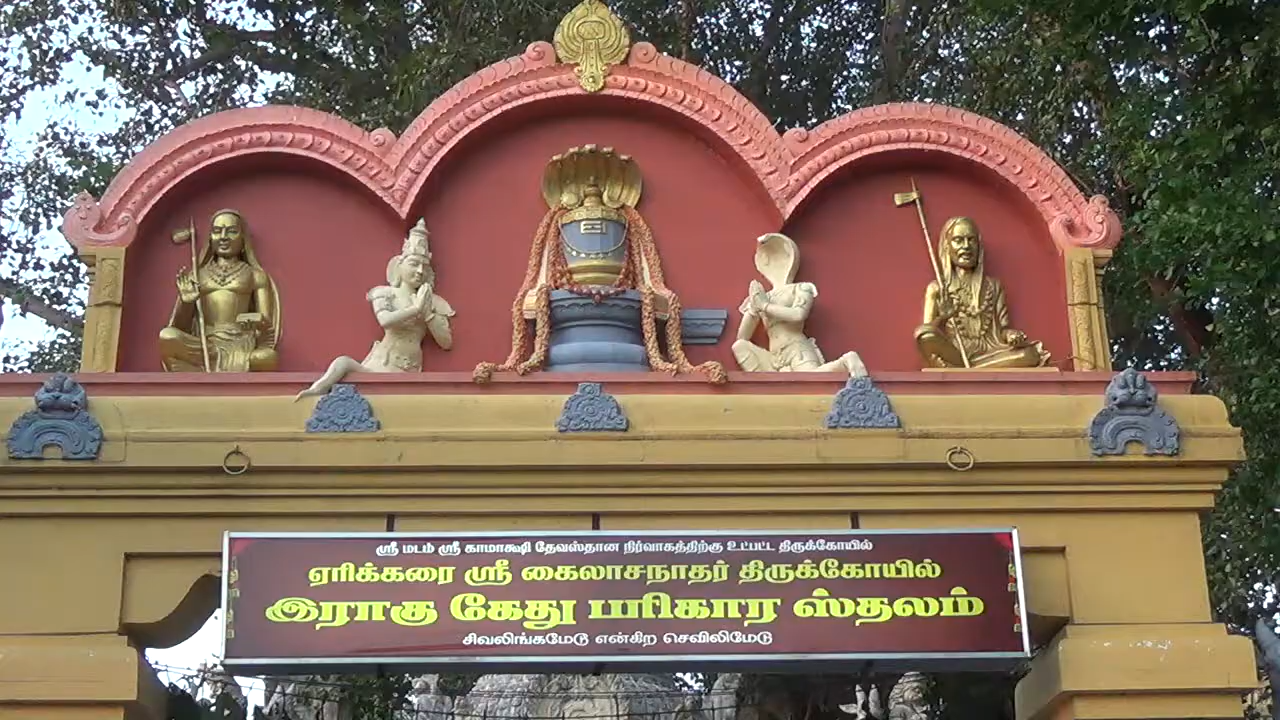 ஸ்ரீ மடம் ஸ்ரீ காமாக்ஷி தேவஸ்தான நிர்வாகத்திற்கு உட்பட்ட திருக்கோயில்
ஏரிக்கரை ஸ்ரீ கைலாசநாதர் திருக்கோயில்
இராகு கேது பரிகார ஸ்தலம்
சிவலிங்கமேடு என்கிற செவிலிமேடு